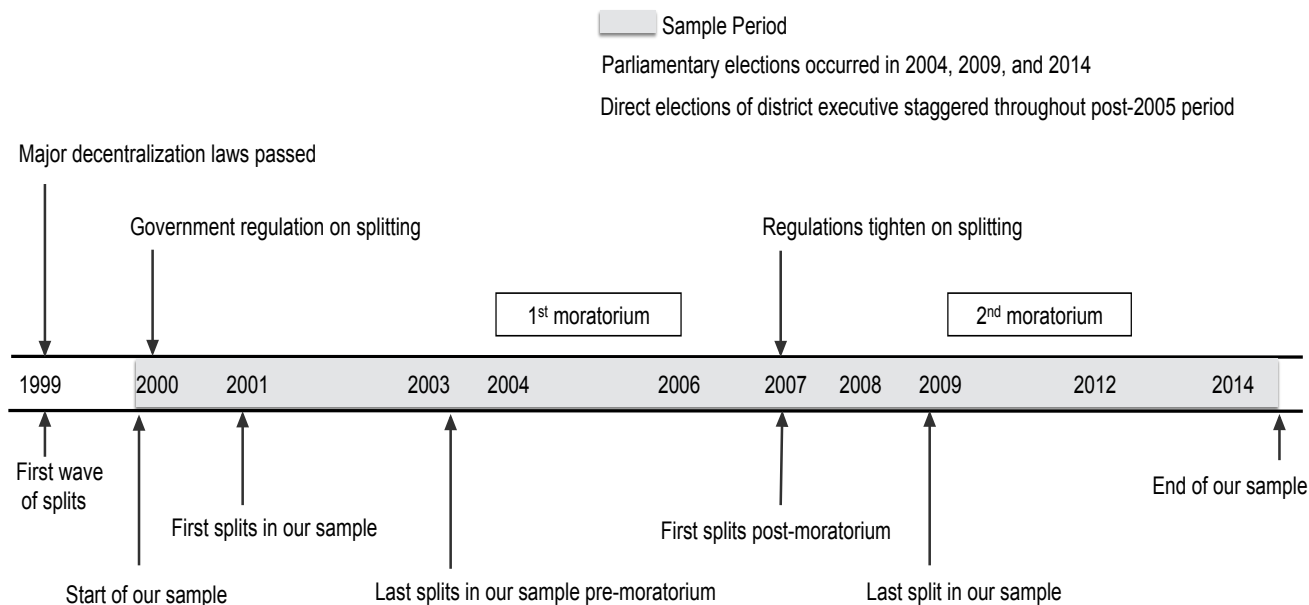 Sample Period
Parliamentary elections occurred in 2004, 2009, and 2014
Direct elections of district executive staggered throughout post-2005 period
Major decentralization laws passed
Government regulation on splitting
Regulations tighten on splitting
1st moratorium
2nd moratorium
1999 2000 2001 2003 2004 2006 2007 2008 2009 2012 2014
First wave
of splits
End of our sample
First splits in our sample
First splits post-moratorium
Start of our sample
Last splits in our sample pre-moratorium
Last split in our sample